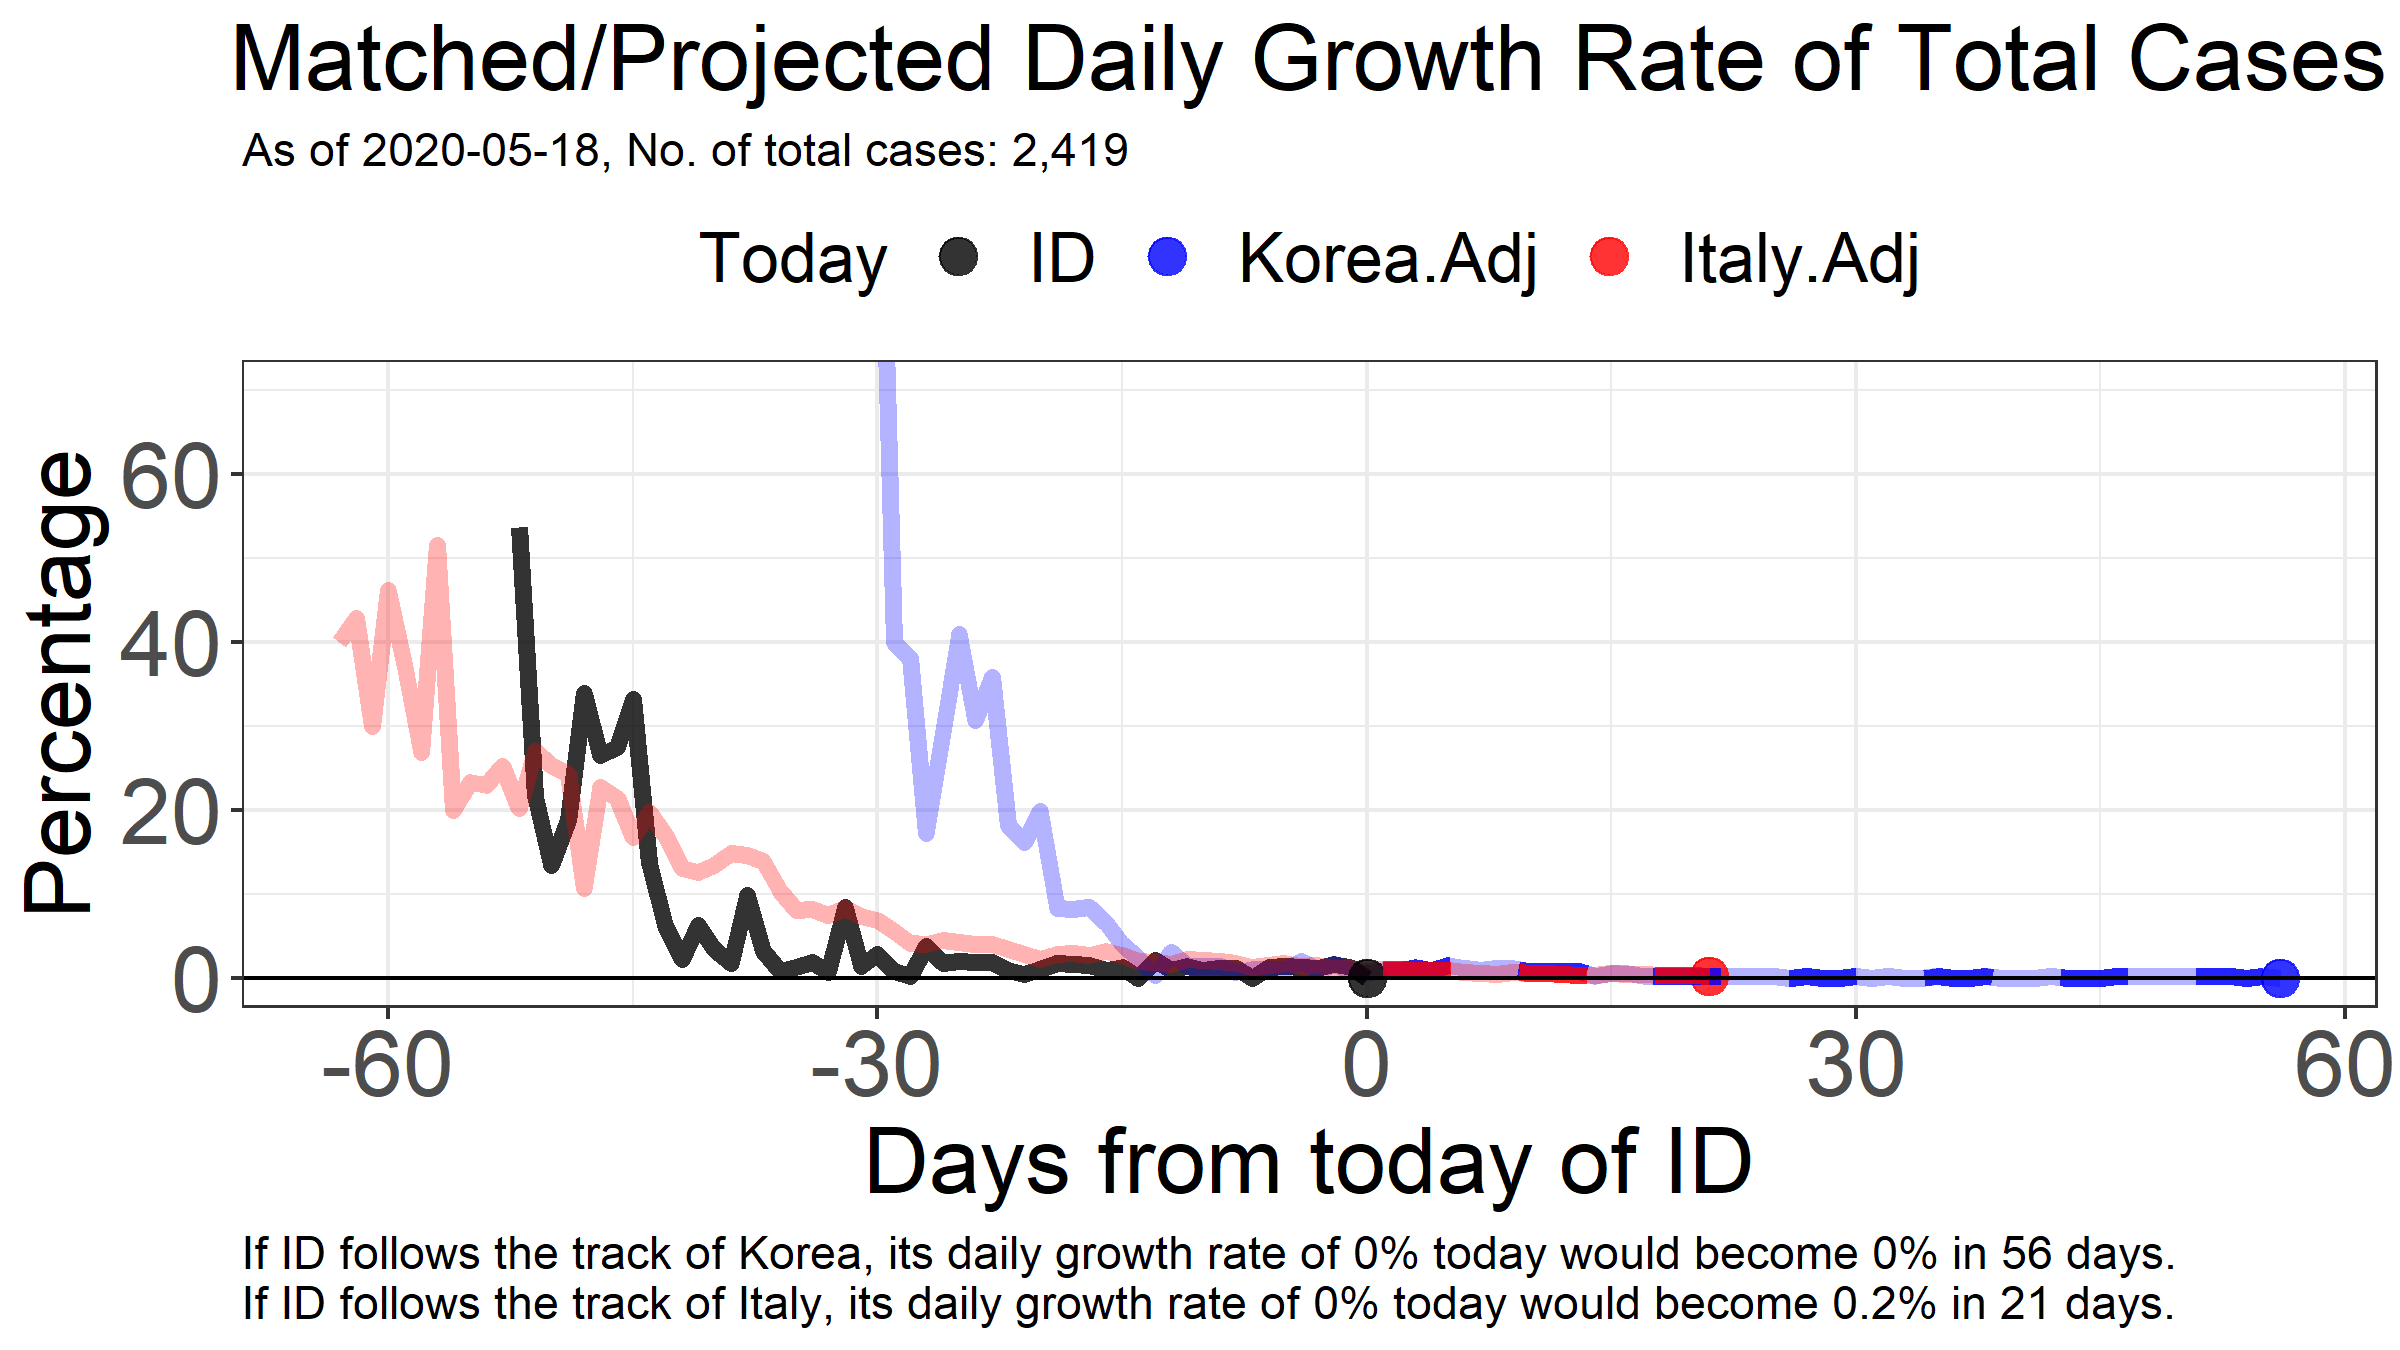 Matched/Projected Daily Growth Rate of Total Cases
As of 2020-05-18, No. of total cases: 2,419
Today ID Korea.Adj Italy.Adj
Percentage
60
40
20
0
-60 -30 0 30 60
Days from today of ID
If ID follows the track of Korea, its daily growth rate of 0% today would become 0% in 56 days.
If ID follows the track of Italy, its daily growth rate of 0% today would become 0.2% in 21 days.